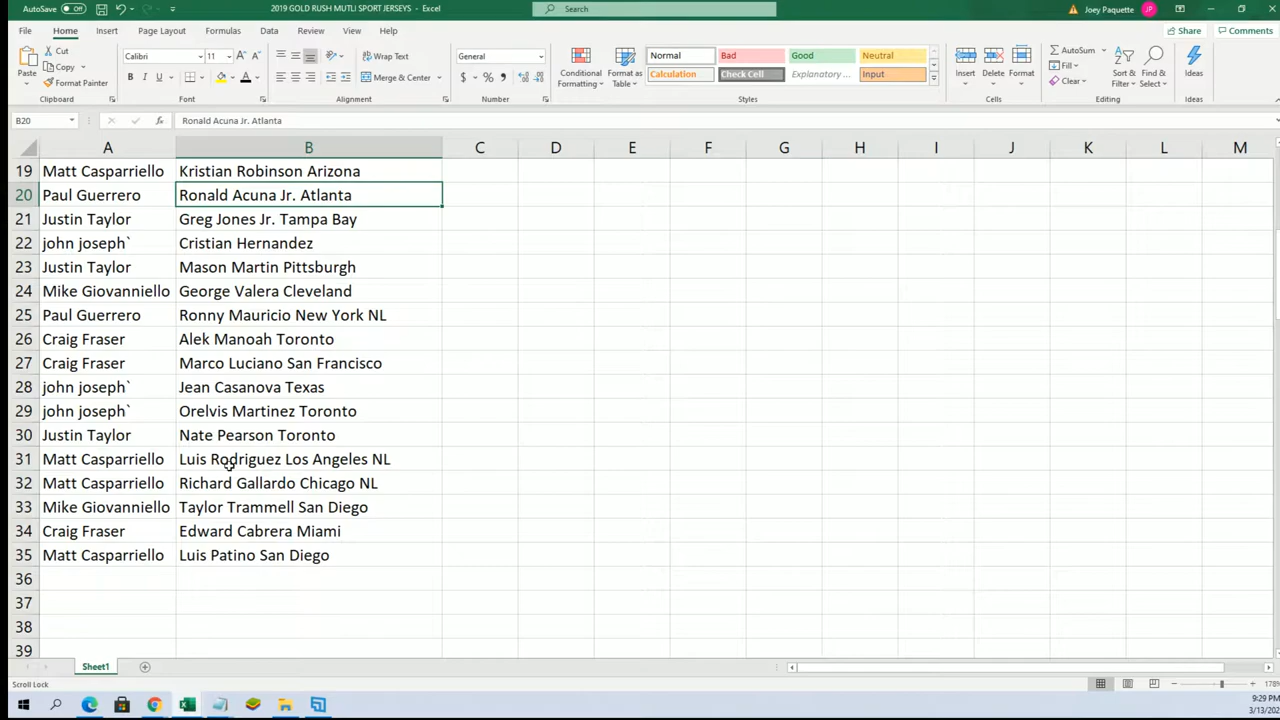 AutoSave Off 2019 GOLD RUSH MUTLI SPORT JERSEYS - Excel Search Joey Paquette JP
File Home Insert Page Layout Formulas Data Review View Help Share Comments
Paste Cut Copy Format Painter Clipboard
Calibri 11 B I U A A Font
Wrap Text Merge & Center Alignment
General $ % , Number
Conditional Formatting Format as Table Normal Bad Good Neutral Calculation Check Cell Explanatory ... Input Styles
Insert Delete Format Cells
AutoSum Fill Clear Sort & Filter Find & Select Editing
Ideas Ideas
B20 fx Ronald Acuna Jr. Atlanta
A B C D E F G H I J K L M
19 Matt Casparriello Kristian Robinson Arizona
20 Paul Guerrero Ronald Acuna Jr. Atlanta
21 Justin Taylor Greg Jones Jr. Tampa Bay
22 john joseph` Cristian Hernandez
23 Justin Taylor Mason Martin Pittsburgh
24 Mike Giovanniello George Valera Cleveland
25 Paul Guerrero Ronny Mauricio New York NL
26 Craig Fraser Alek Manoah Toronto
27 Craig Fraser Marco Luciano San Francisco
28 john joseph` Jean Casanova Texas
29 john joseph` Orelvis Martinez Toronto
30 Justin Taylor Nate Pearson Toronto
31 Matt Casparriello Luis Rodriguez Los Angeles NL
32 Matt Casparriello Richard Gallardo Chicago NL
33 Mike Giovanniello Taylor Trammell San Diego
34 Craig Fraser Edward Cabrera Miami
35 Matt Casparriello Luis Patino San Diego
36
37
38
39
Sheet1
Scroll Lock 178%
9:29 PM
3/13/202